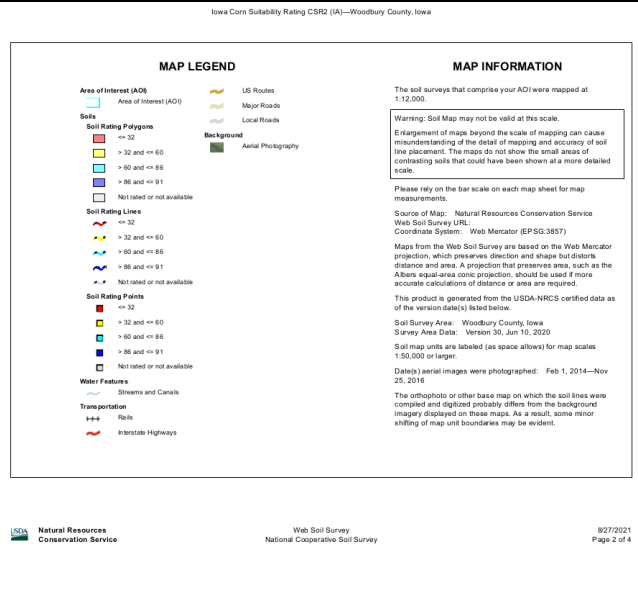 Iowa Corn Suitability Rating CSR2 (IA)—Woodbury County, Iowa
MAP LEGEND
Area of Interest (AOI)
Area of Interest (AOI)
Soils
Soil Rating Polygons
<= 32
> 32 and <= 60
> 60 and <= 86
> 86 and <= 91
Not rated or not available
Soil Rating Lines
<= 32
> 32 and <= 60
> 60 and <= 86
> 86 and <= 91
Not rated or not available
Soil Rating Points
<= 32
> 32 and <= 60
> 60 and <= 86
> 86 and <= 91
Not rated or not available
Water Features
Streams and Canals
Transportation
Rails
Interstate Highways
US Routes
Major Roads
Local Roads
Background
Aerial Photography
MAP INFORMATION
The soil surveys that comprise your AOI were mapped at
1:12,000.
Warning: Soil Map may not be valid at this scale.
Enlargement of maps beyond the scale of mapping can cause
misunderstanding of the detail of mapping and accuracy of soil
line placement. The maps do not show the small areas of
contrasting soils that could have been shown at a more detailed
scale.
Please rely on the bar scale on each map sheet for map
measurements.
Source of Map: Natural Resources Conservation Service
Web Soil Survey URL:
Coordinate System: Web Mercator (EPSG:3857)
Maps from the Web Soil Survey are based on the Web Mercator
projection, which preserves direction and shape but distorts
distance and area. A projection that preserves area, such as the
Albers equal-area conic projection, should be used if more
accurate calculations of distance or area are required.
This product is generated from the USDA-NRCS certified data as
of the version date(s) listed below.
Soil Survey Area: Woodbury County, Iowa
Survey Area Data: Version 30, Jun 10, 2020
Soil map units are labeled (as space allows) for map scales
1:50,000 or larger.
Date(s) aerial images were photographed: Feb 1, 2014—Nov
25, 2016
The orthophoto or other base map on which the soil lines were
compiled and digitized probably differs from the background
imagery displayed on these maps. As a result, some minor
shifting of map unit boundaries may be evident.
USDA
Natural Resources
Conservation Service
Web Soil Survey
National Cooperative Soil Survey
8/27/2021
Page 2 of 4